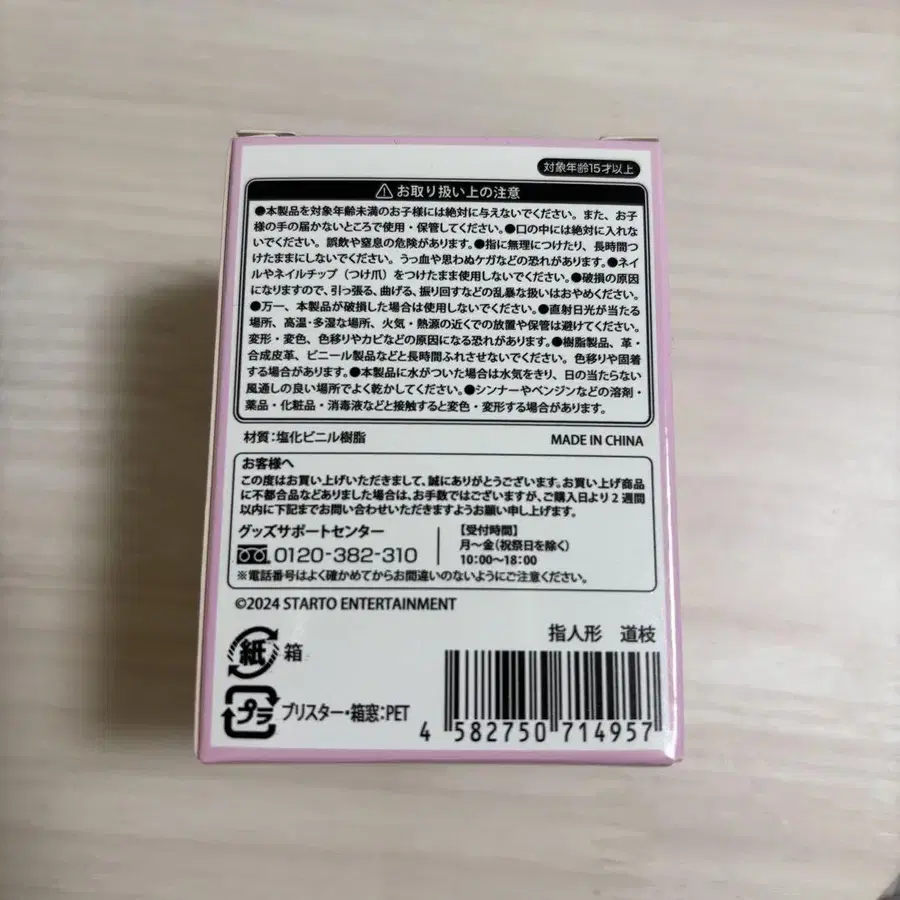 対象年齢15才以上
⚠お取り扱い上の注意
●本製品を対象年齢未満のお子様には絶対に与えないでください。また、お子
様の手の届かないところで使用・保管してください。●口の中には絶対に入れな
いでください。誤飲や窒息の危険があります。●指に無理につけたり、長時間つ
けたままにしないでください。うっ血や思わぬケガなどの恐れがあります。●ネイ
ルやネイルチップ（つけ爪）をつけたまま使用しないでください。●破損の原因
になりますので、引っ張る、曲げる、振り回すなどの乱暴な扱いはおやめください。
●万一、本製品が破損した場合は使用しないでください。●直射日光が当たる
場所、高温・多湿な場所、火気・熱源の近くでの放置や保管は避けてください。
変形・変色、色移りやカビなどの原因になる恐れがあります。●樹脂製品、革・
合成皮革、ビニール製品などと長時間ふれさせないでください。色移りや固着
する場合があります。●本製品に水がついた場合は水気をきり、日の当たらない
風通しの良い場所でよく乾かしてください。●シンナーやベンジンなどの溶剤・
薬品・化粧品・消毒液などと接触すると変色・変形する場合があります。
材質：塩化ビニル樹脂 MADE IN CHINA
お客様へ
この度はお買い上げいただきまして、誠にありがとうございます。お買い上げ商品
に不都合品などありました場合は、お手数ではございますが、ご購入日より2週間
以内に下記までお問い合わせいただきますようお願い申し上げます。
グッズサポートセンター
0120-382-310
【受付時間】
月〜金（祝祭日を除く）
10：00〜18：00
※電話番号はよく確かめてからお間違いのないようにご注意ください。
©2024 STARTO ENTERTAINMENT
紙 箱
プラ ブリスター・箱窓：PET
指人形 道枝
4 582750 714957